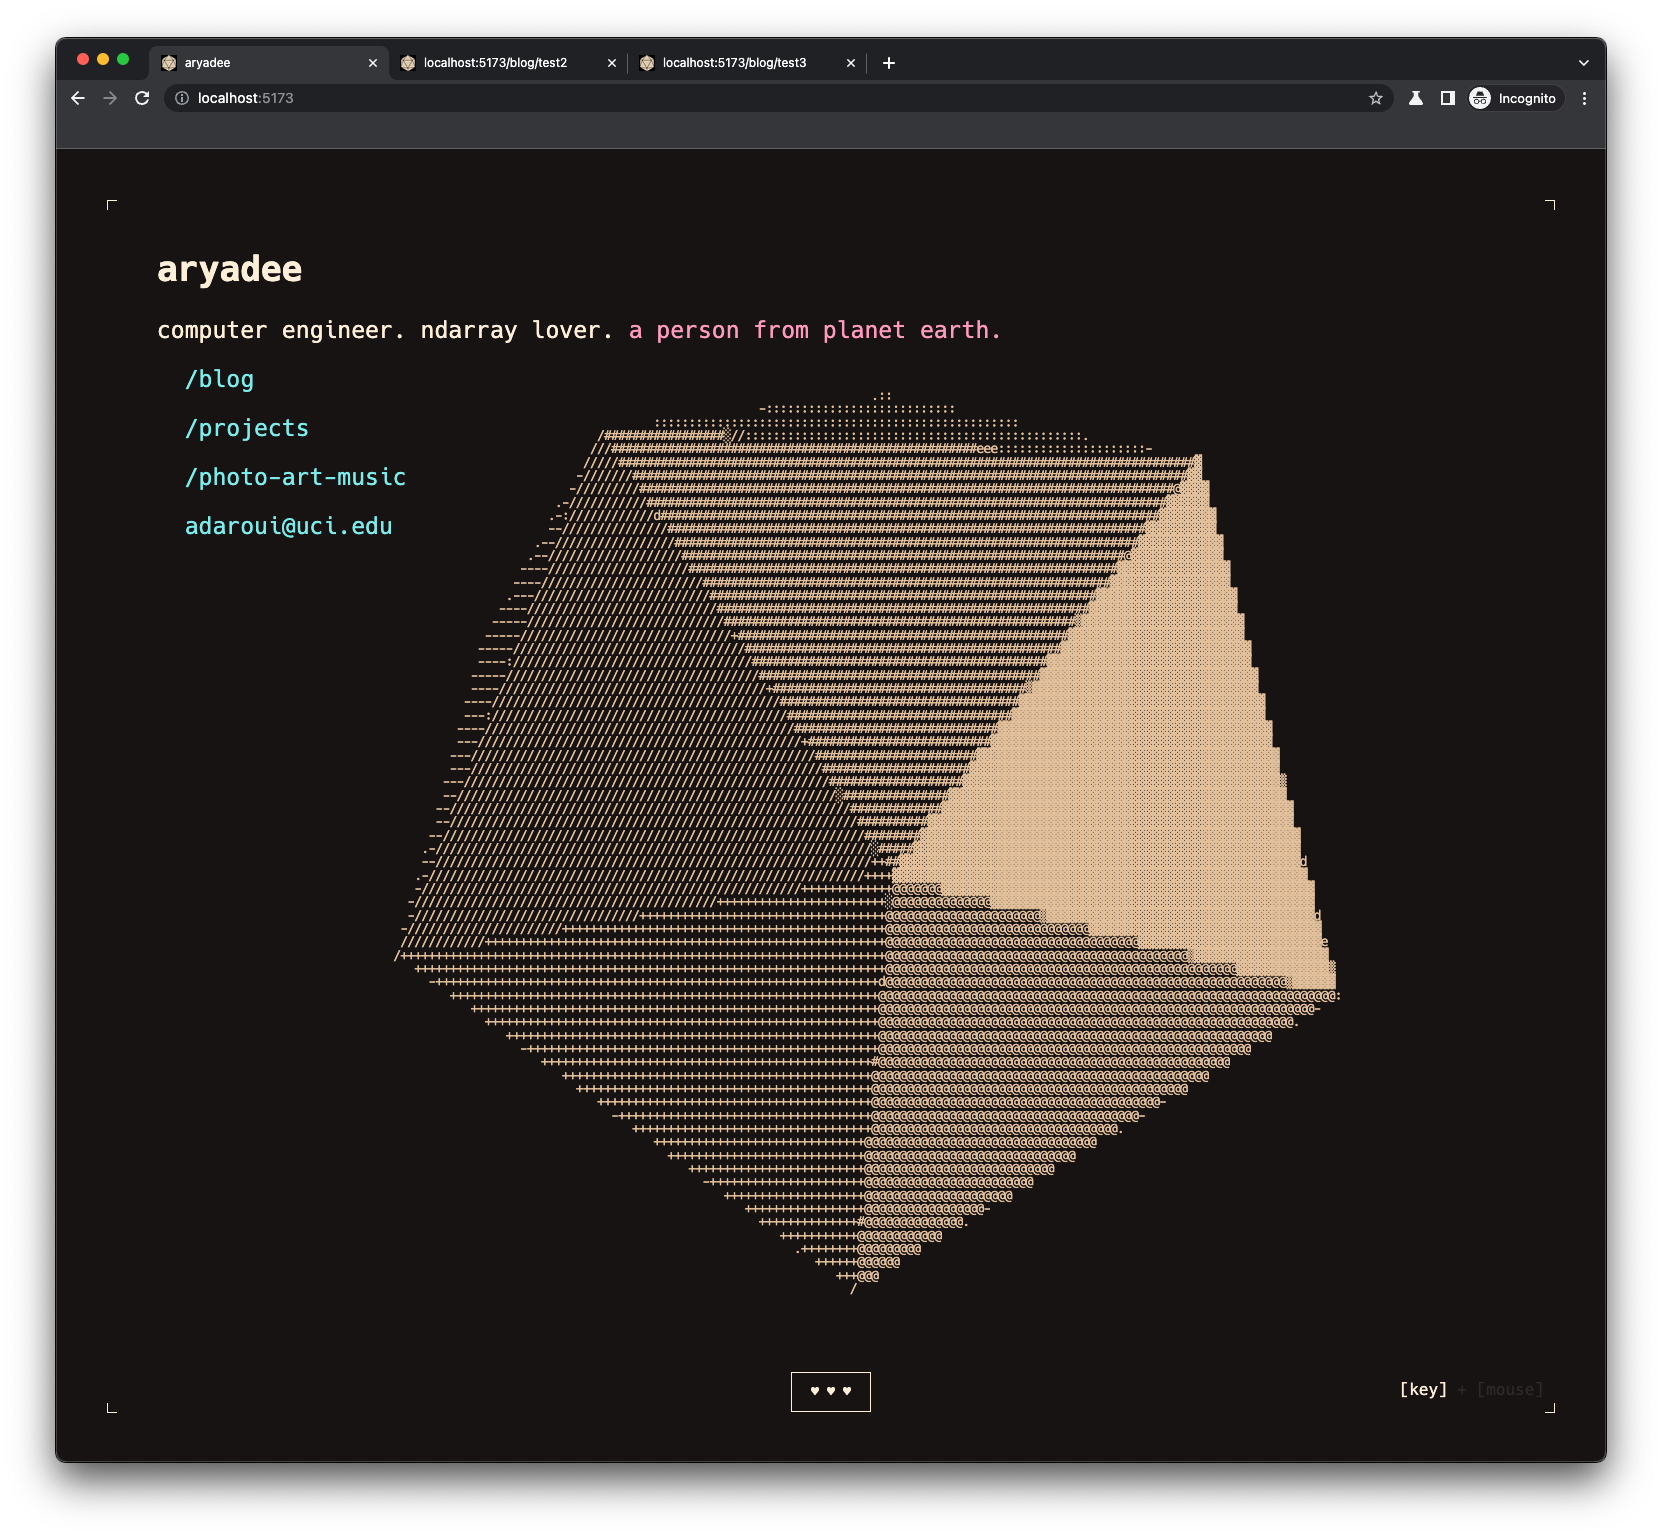 aryadee
localhost:5173/blog/test2
localhost:5173/blog/test3
localhost:5173
Incognito
aryadee
computer engineer. ndarray lover. a person from planet earth.
/blog
/projects
/photo-art-music
adaroui@uci.edu
♥ ♥ ♥
[key] + [mouse]